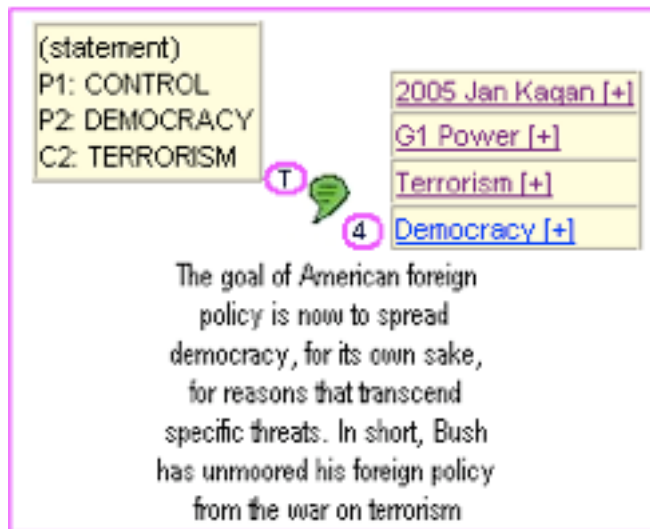 (statement)
P1: CONTROL
P2: DEMOCRACY
C2: TERRORISM
T
4
2005 Jan Kagan [+]
G1 Power [+]
Terrorism [+]
Democracy [+]
The goal of American foreign
policy is now to spread
democracy, for its own sake,
for reasons that transcend
specific threats. In short, Bush
has unmoored his foreign policy
from the war on terrorism